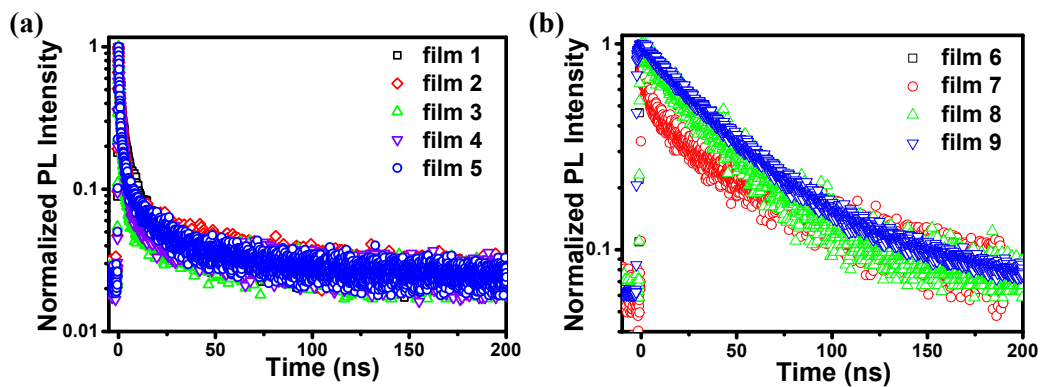 (a)
Normalized PL Intensity
1
0.1
0.01
film 1
film 2
film 3
film 4
film 5
0 50 100 150 200
Time (ns)
(b)
Normalized PL Intensity
0.1
film 6
film 7
film 8
film 9
0 50 100 150 200
Time (ns)